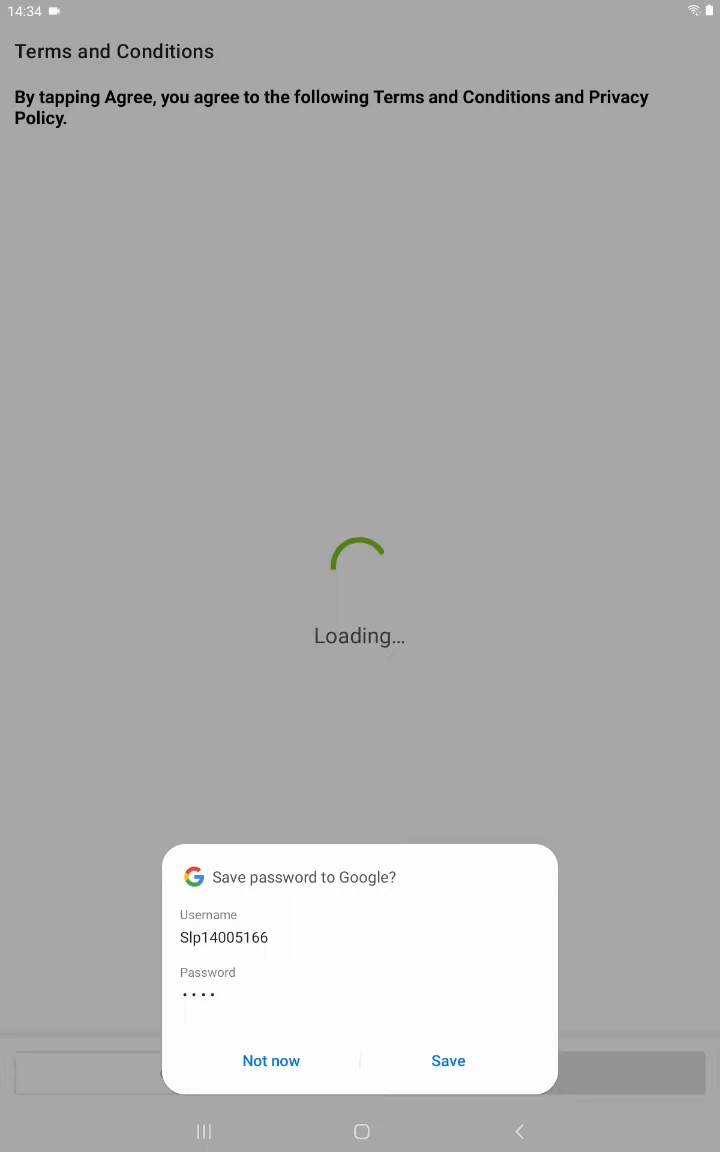 14:34
Terms and Conditions
By tapping Agree, you agree to the following Terms and Conditions and Privacy
Policy.
Loading...
Save password to Google?
Username
Slp14005166
Password
••••
Not now
Save